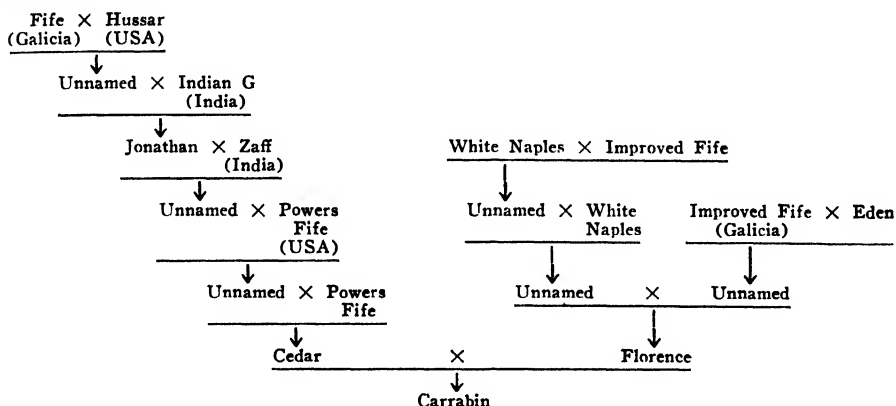 Fife × Hussar
(Galicia) (USA)
Unnamed × Indian G
(India)
Jonathan × Zaff
(India)
White Naples × Improved Fife
Unnamed × Powers
Fife
(USA)
Unnamed × White
Naples
Improved Fife × Eden
(Galicia)
Unnamed × Powers
Fife
Unnamed × Unnamed
Cedar × Florence
Carrabin